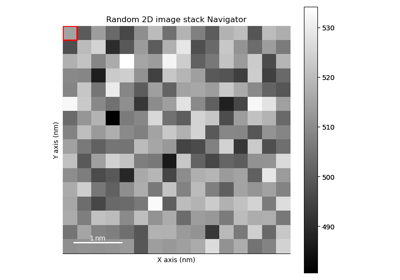 Random 2D image stack Navigator
530
520
510
500
490
Y axis (nm)
1 nm
X axis (nm)